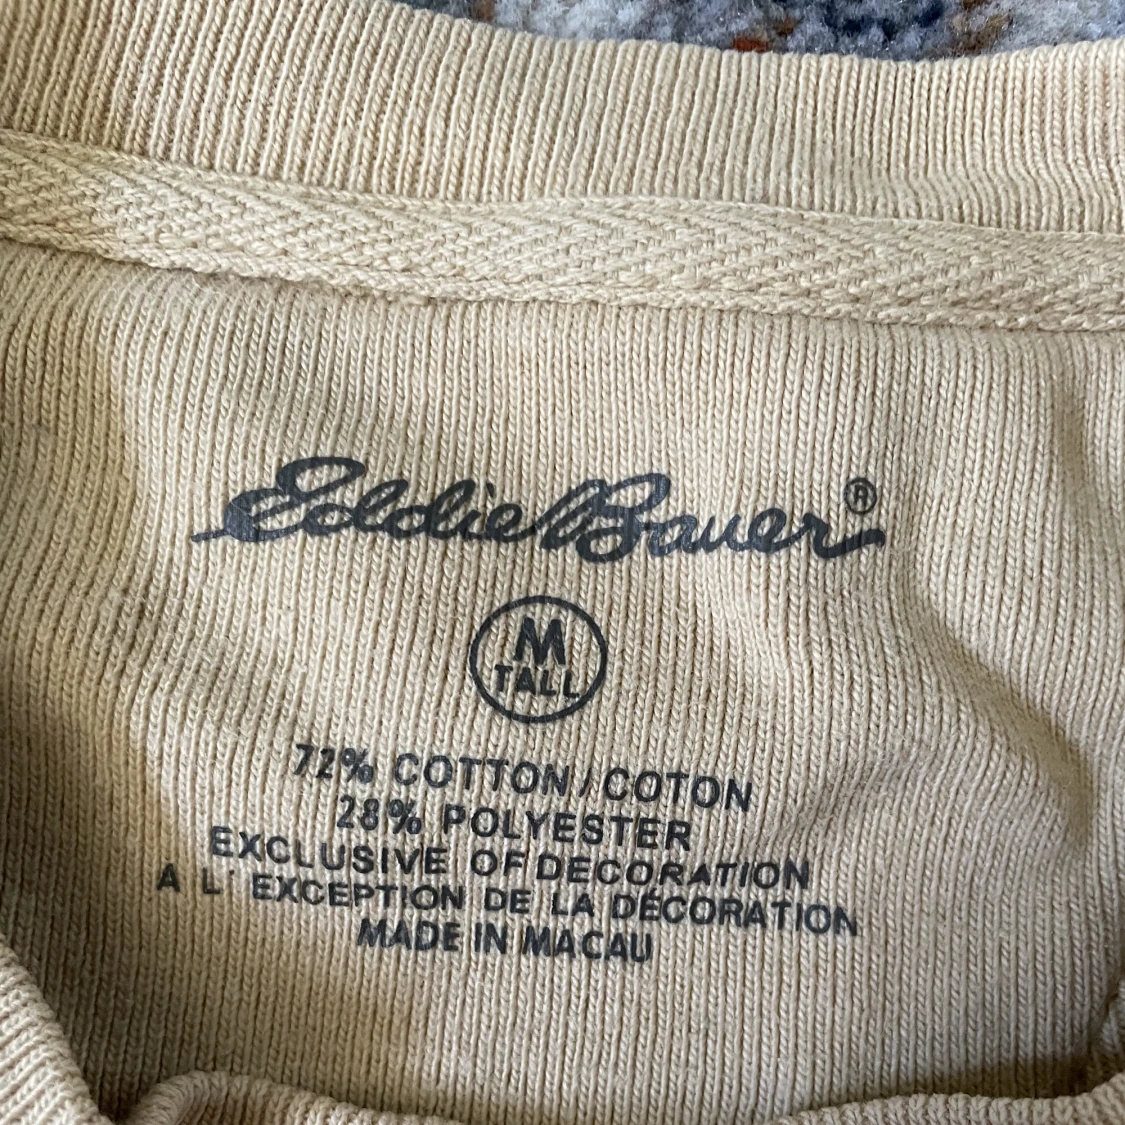 Eddie Bauer®
M
TALL
72% COTTON/COTON
28% POLYESTER
EXCLUSIVE OF DECORATION
A L'EXCEPTION DE LA DÉCORATION
MADE IN MACAU